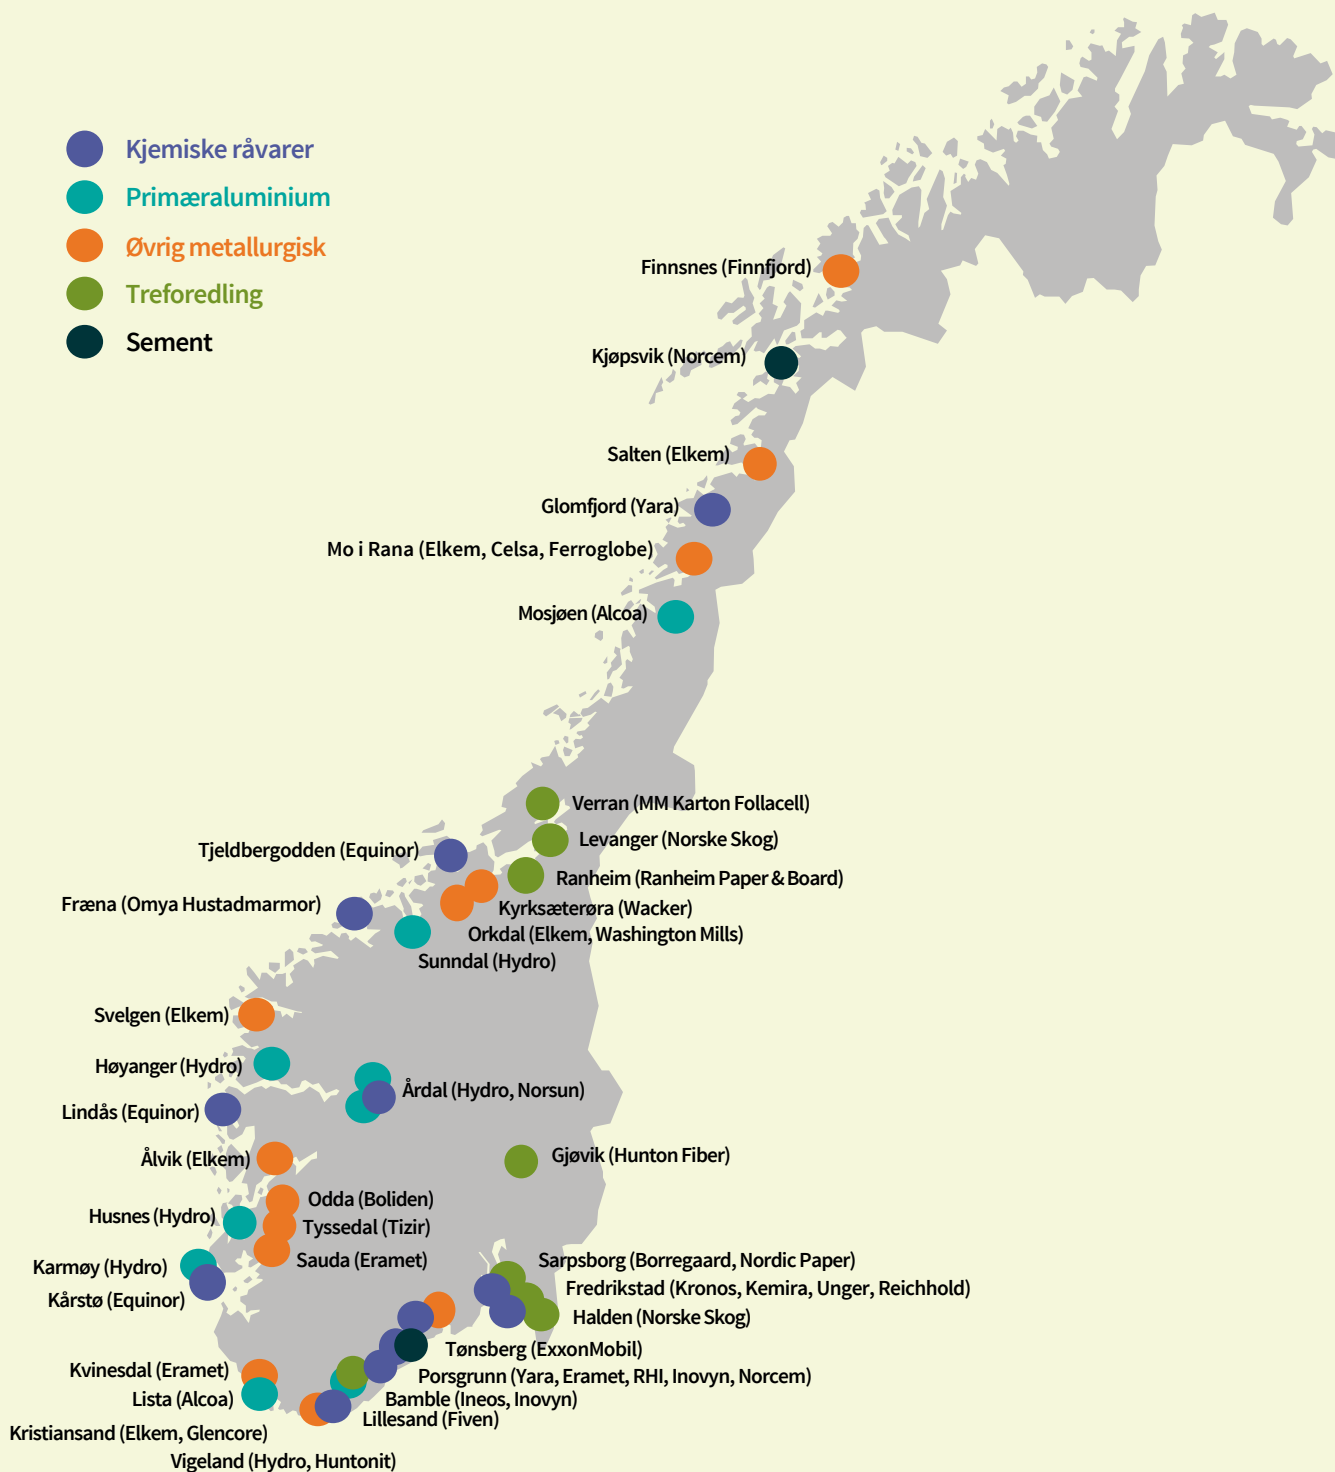 Kjemiske råvarer
Primæraluminium
Øvrig metallurgisk
Treforedling
Sement
Finnsnes (Finnfjord)
Kjøpsvik (Norcem)
Salten (Elkem)
Glomfjord (Yara)
Mo i Rana (Elkem, Celsa, Ferroglobe)
Mosjøen (Alcoa)
Verran (MM Karton Follacell)
Levanger (Norske Skog)
Tjeldbergodden (Equinor)
Ranheim (Ranheim Paper & Board)
Fræna (Omya Hustadmarmor)
Kyrksæterøra (Wacker)
Orkdal (Elkem, Washington Mills)
Sunndal (Hydro)
Svelgen (Elkem)
Høyanger (Hydro)
Årdal (Hydro, Norsun)
Lindås (Equinor)
Ålvik (Elkem)
Gjøvik (Hunton Fiber)
Odda (Boliden)
Husnes (Hydro)
Tyssedal (Tizir)
Sauda (Eramet)
Sarpsborg (Borregaard, Nordic Paper)
Karmøy (Hydro)
Fredrikstad (Kronos, Kemira, Unger, Reichhold)
Kårstø (Equinor)
Halden (Norske Skog)
Tønsberg (ExxonMobil)
Kvinesdal (Eramet)
Porsgrunn (Yara, Eramet, RHI, Inovyn, Norcem)
Lista (Alcoa)
Bamble (Ineos, Inovyn)
Lillesand (Fiven)
Kristiansand (Elkem, Glencore)
Vigeland (Hydro, Huntonit)